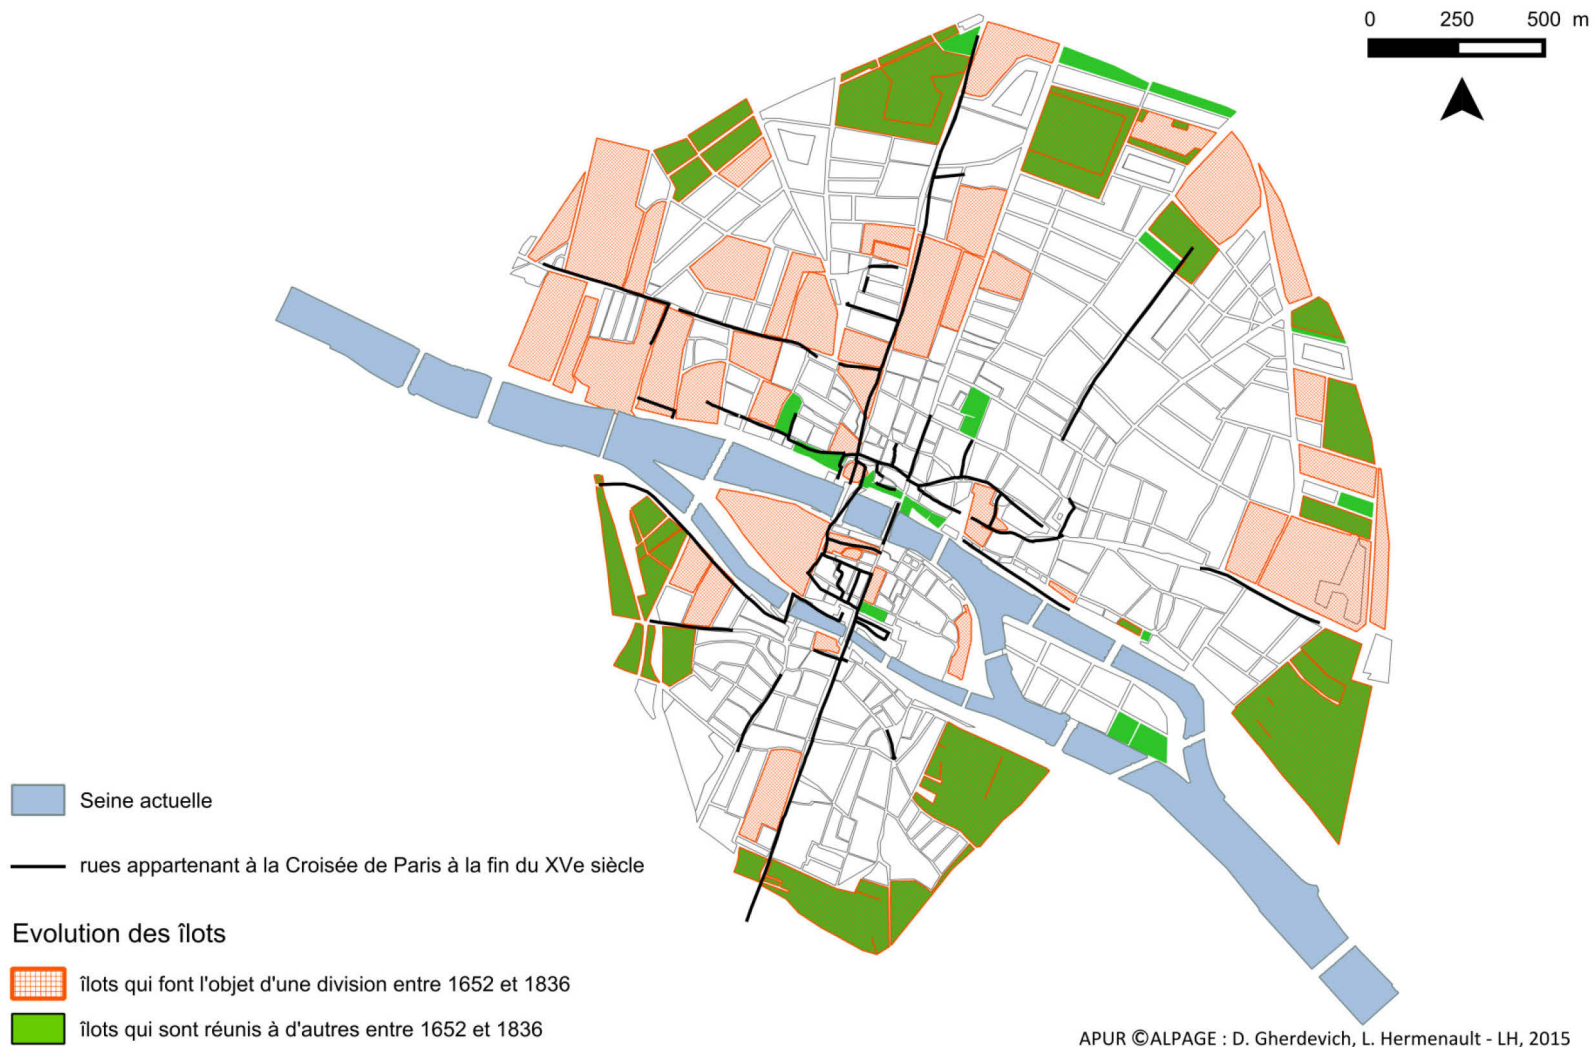 0 250 500 m
Seine actuelle
rues appartenant à la Croisée de Paris à la fin du XVe siècle
Evolution des îlots
îlots qui font l'objet d'une division entre 1652 et 1836
îlots qui sont réunis à d'autres entre 1652 et 1836
APUR ©ALPAGE : D. Gherdevich, L. Hermenault - LH, 2015